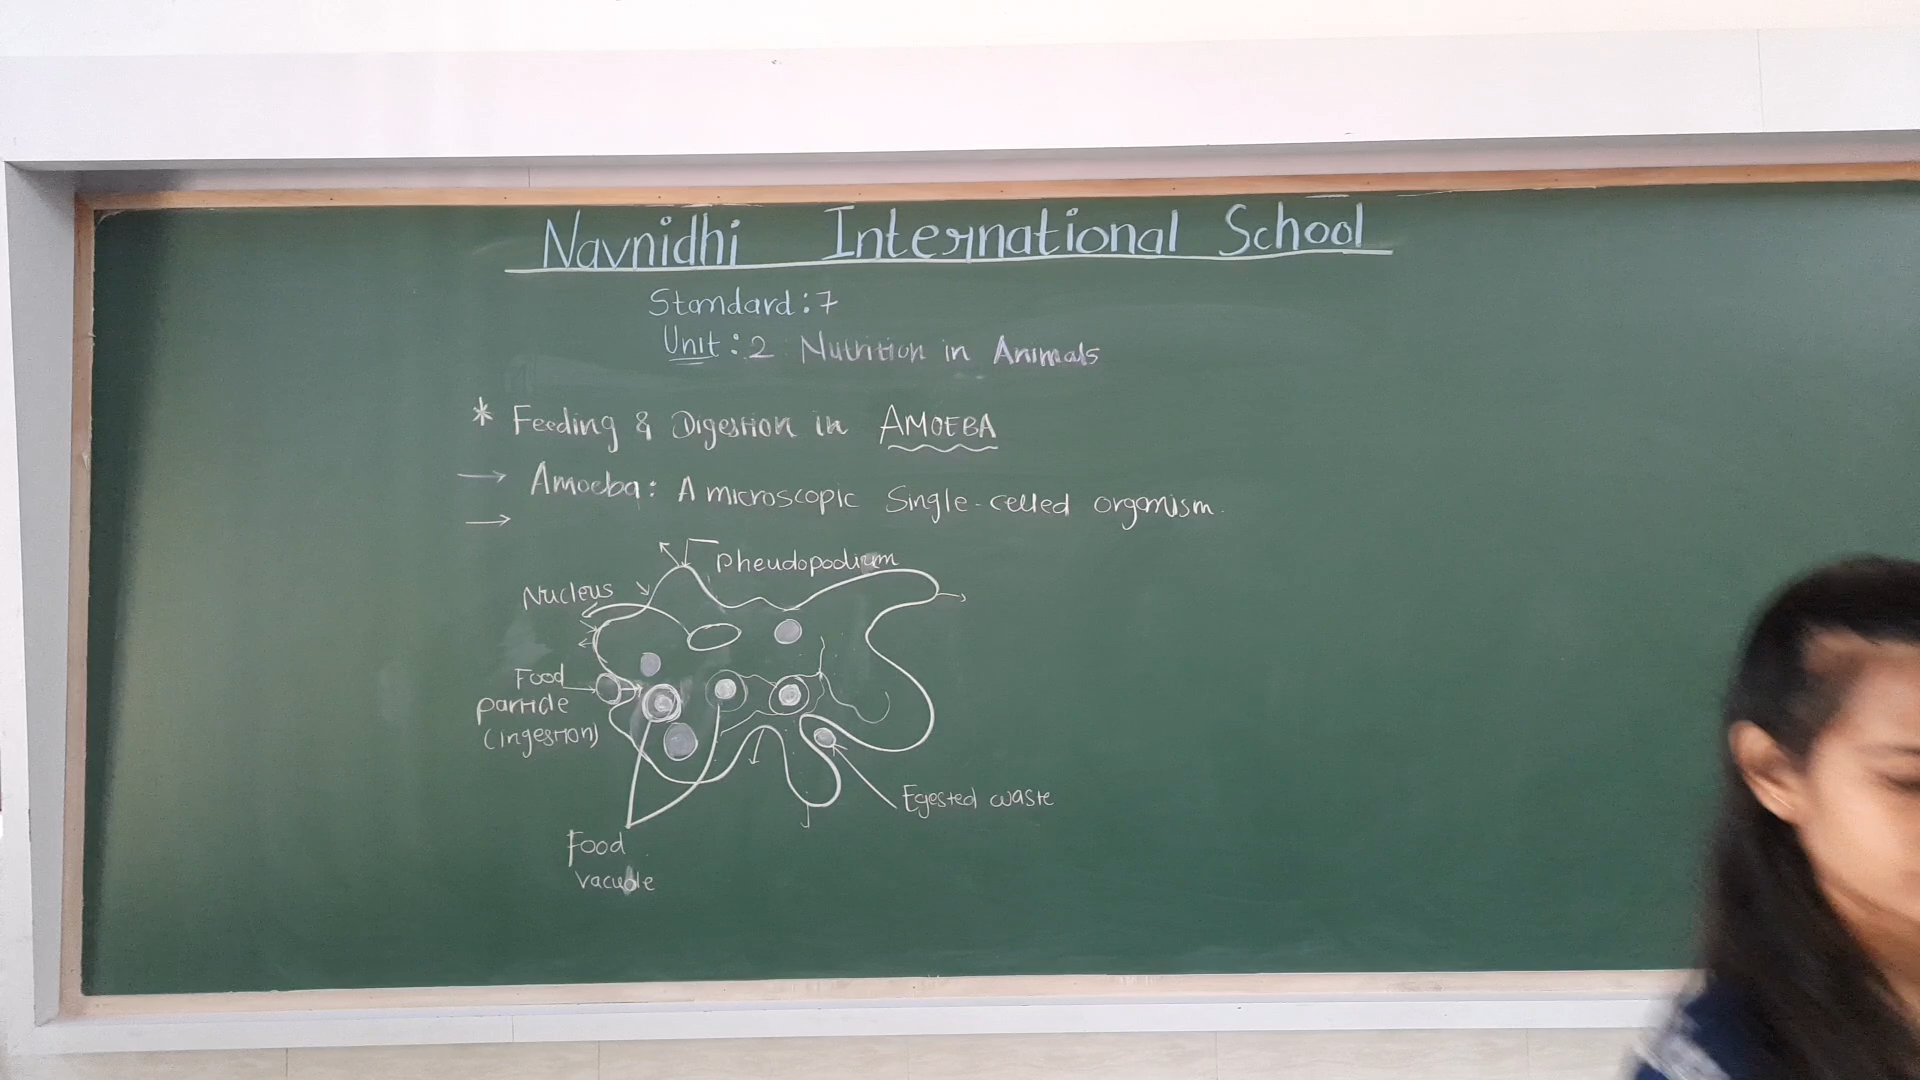 Navnidhi International School
Standard: 7
Unit: 2 Nutrition in Animals
* Feeding & Digestion in AMOEBA
→ Amoeba: A microscopic Single-celled organism.
→
Pheudopodium
Nucleus
Food
particle
(ingestion)
Egested waste
Food
vacuole